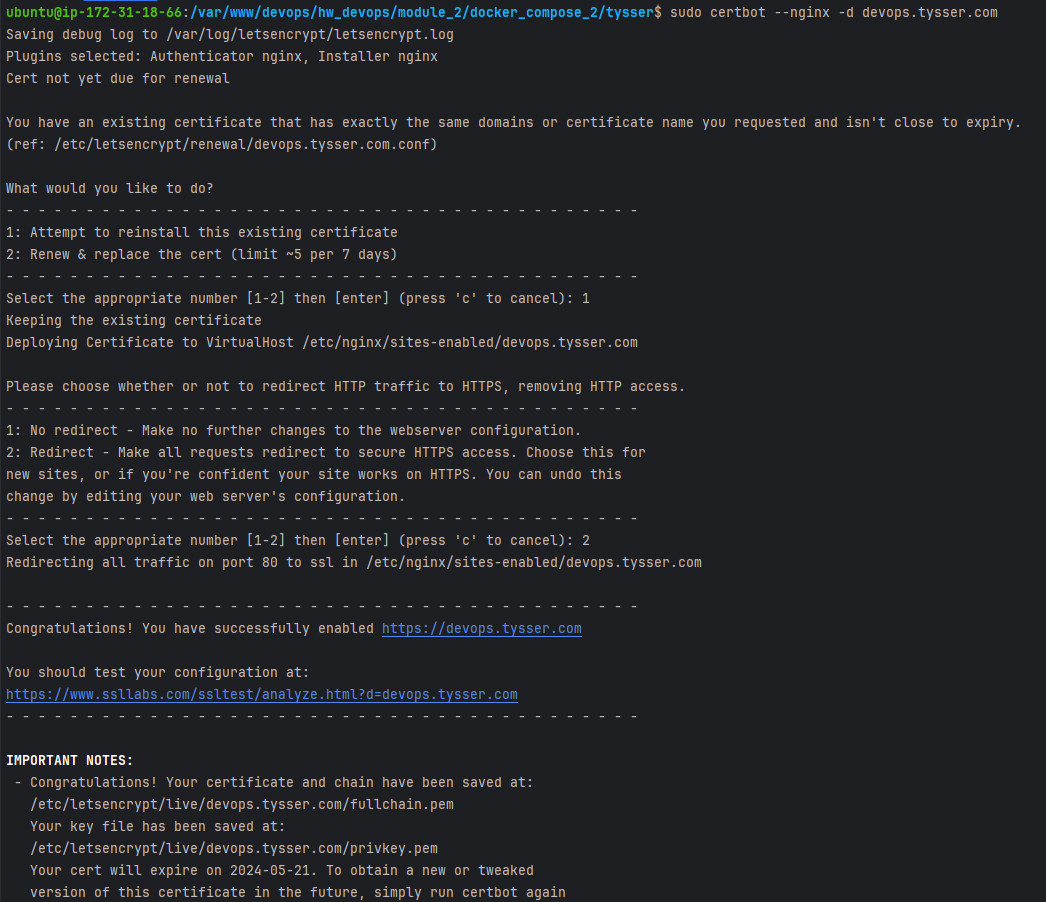 ubuntu@ip-172-31-18-66:/var/www/devops/hw_devops/module_2/docker_compose_2/tysser$ sudo certbot --nginx -d devops.tysser.com
Saving debug log to /var/log/letsencrypt/letsencrypt.log
Plugins selected: Authenticator nginx, Installer nginx
Cert not yet due for renewal

You have an existing certificate that has exactly the same domains or certificate name you requested and isn't close to expiry.
(ref: /etc/letsencrypt/renewal/devops.tysser.com.conf)

What would you like to do?
- - - - - - - - - - - - - - - - - - - - - - - - - - - - - - - - - - - - - - - -
1: Attempt to reinstall this existing certificate
2: Renew & replace the cert (limit ~5 per 7 days)
- - - - - - - - - - - - - - - - - - - - - - - - - - - - - - - - - - - - - - - -
Select the appropriate number [1-2] then [enter] (press 'c' to cancel): 1
Keeping the existing certificate
Deploying Certificate to VirtualHost /etc/nginx/sites-enabled/devops.tysser.com

Please choose whether or not to redirect HTTP traffic to HTTPS, removing HTTP access.
- - - - - - - - - - - - - - - - - - - - - - - - - - - - - - - - - - - - - - - -
1: No redirect - Make no further changes to the webserver configuration.
2: Redirect - Make all requests redirect to secure HTTPS access. Choose this for
new sites, or if you're confident your site works on HTTPS. You can undo this
change by editing your web server's configuration.
- - - - - - - - - - - - - - - - - - - - - - - - - - - - - - - - - - - - - - - -
Select the appropriate number [1-2] then [enter] (press 'c' to cancel): 2
Redirecting all traffic on port 80 to ssl in /etc/nginx/sites-enabled/devops.tysser.com

- - - - - - - - - - - - - - - - - - - - - - - - - - - - - - - - - - - - - - - -
Congratulations! You have successfully enabled https://devops.tysser.com

You should test your configuration at:
https://www.ssllabs.com/ssltest/analyze.html?d=devops.tysser.com
- - - - - - - - - - - - - - - - - - - - - - - - - - - - - - - - - - - - - - - -

IMPORTANT NOTES:
 - Congratulations! Your certificate and chain have been saved at:
   /etc/letsencrypt/live/devops.tysser.com/fullchain.pem
   Your key file has been saved at:
   /etc/letsencrypt/live/devops.tysser.com/privkey.pem
   Your cert will expire on 2024-05-21. To obtain a new or tweaked
   version of this certificate in the future, simply run certbot again